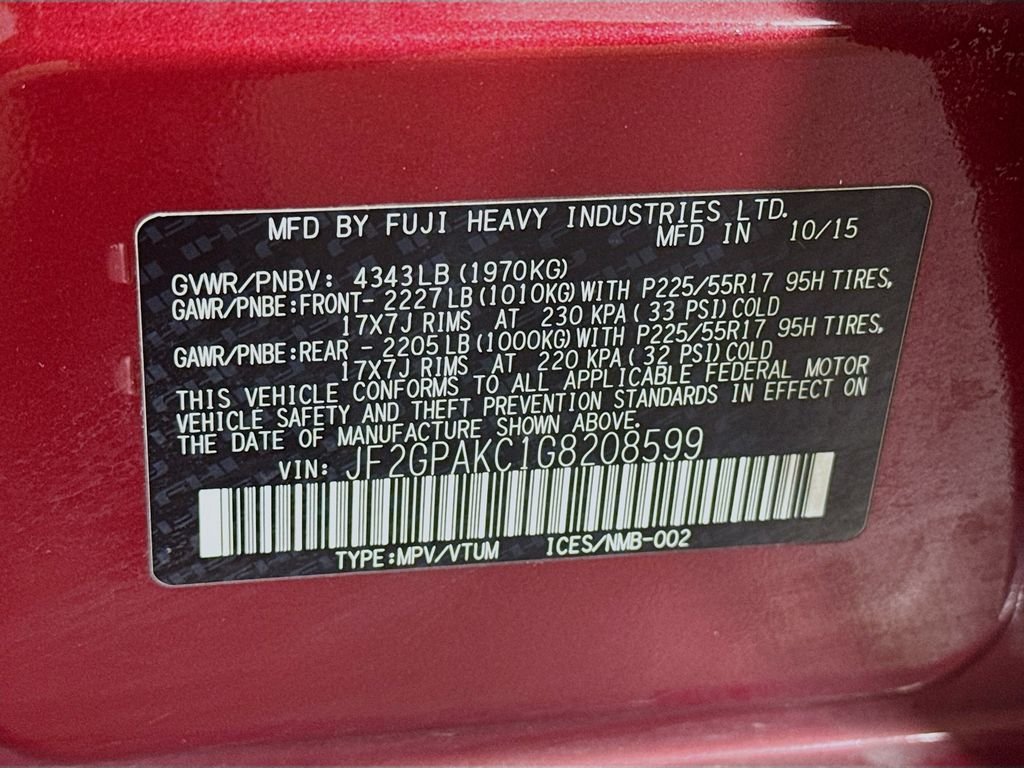 MFD BY FUJI HEAVY INDUSTRIES LTD.
MFD IN 10/15
GVWR/PNBV: 4343LB (1970KG)
GAWR/PNBE:FRONT- 2227LB (1010KG) WITH P225/55R17 95H TIRES,
17X7J RIMS AT 230 KPA ( 33 PSI) COLD
GAWR/PNBE:REAR - 2205LB (1000KG) WITH P225/55R17 95H TIRES.
17X7J RIMS AT 220 KPA ( 32 PSI) COLD
THIS VEHICLE CONFORMS TO ALL APPLICABLE FEDERAL MOTOR
VEHICLE SAFETY AND THEFT PREVENTION STANDARDS IN EFFECT ON
THE DATE OF MANUFACTURE SHOWN ABOVE.
VIN: JF2GPAKC1G8208599
TYPE:MPV/VTUM ICES/NMB-002